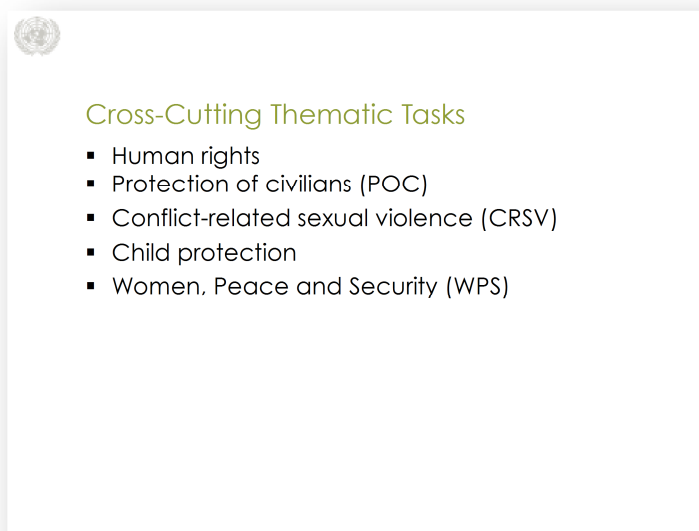 Cross-Cutting Thematic Tasks
▪ Human rights
▪ Protection of civilians (POC)
▪ Conflict-related sexual violence (CRSV)
▪ Child protection
▪ Women, Peace and Security (WPS)